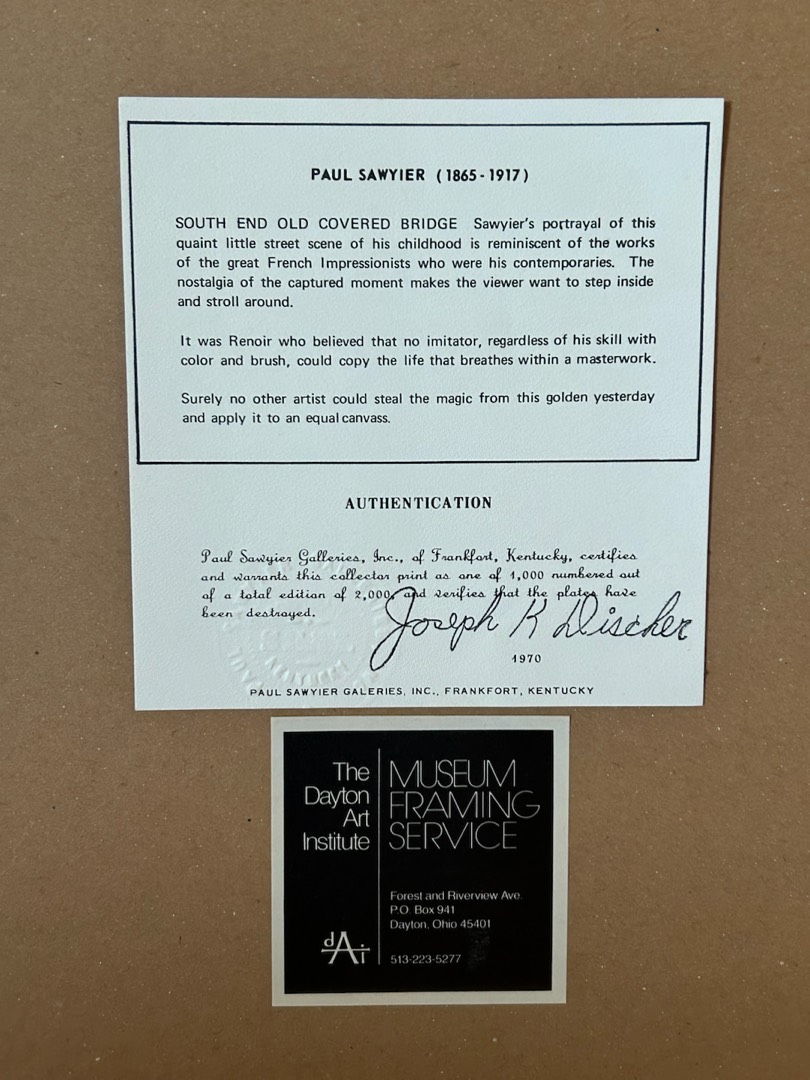 PAUL SAWYIER (1865-1917)
SOUTH END OLD COVERED BRIDGE Sawyier's portrayal of this
quaint little street scene of his childhood is reminiscent of the works
of the great French Impressionists who were his contemporaries. The
nostalgia of the captured moment makes the viewer want to step inside
and stroll around.
It was Renoir who believed that no imitator, regardless of his skill with
color and brush, could copy the life that breathes within a masterwork.
Surely no other artist could steal the magic from this golden yesterday
and apply it to an equal canvass.
AUTHENTICATION
Paul Sawyier Galleries, Inc., of Frankfort, Kentucky, certifies
and warrants this collector print as one of 1,000 numbered out
of a total edition of 2,000, and verifies that the plates have
been destroyed.
Joseph K Discher
1970
PAUL SAWYIER GALERIES, INC., FRANKFORT, KENTUCKY
The
Dayton
Art
Institute
dAi
MUSEUM
FRAMING
SERVICE
Forest and Riverview Ave.
P.O. Box 941
Dayton, Ohio 45401
513-223-5277